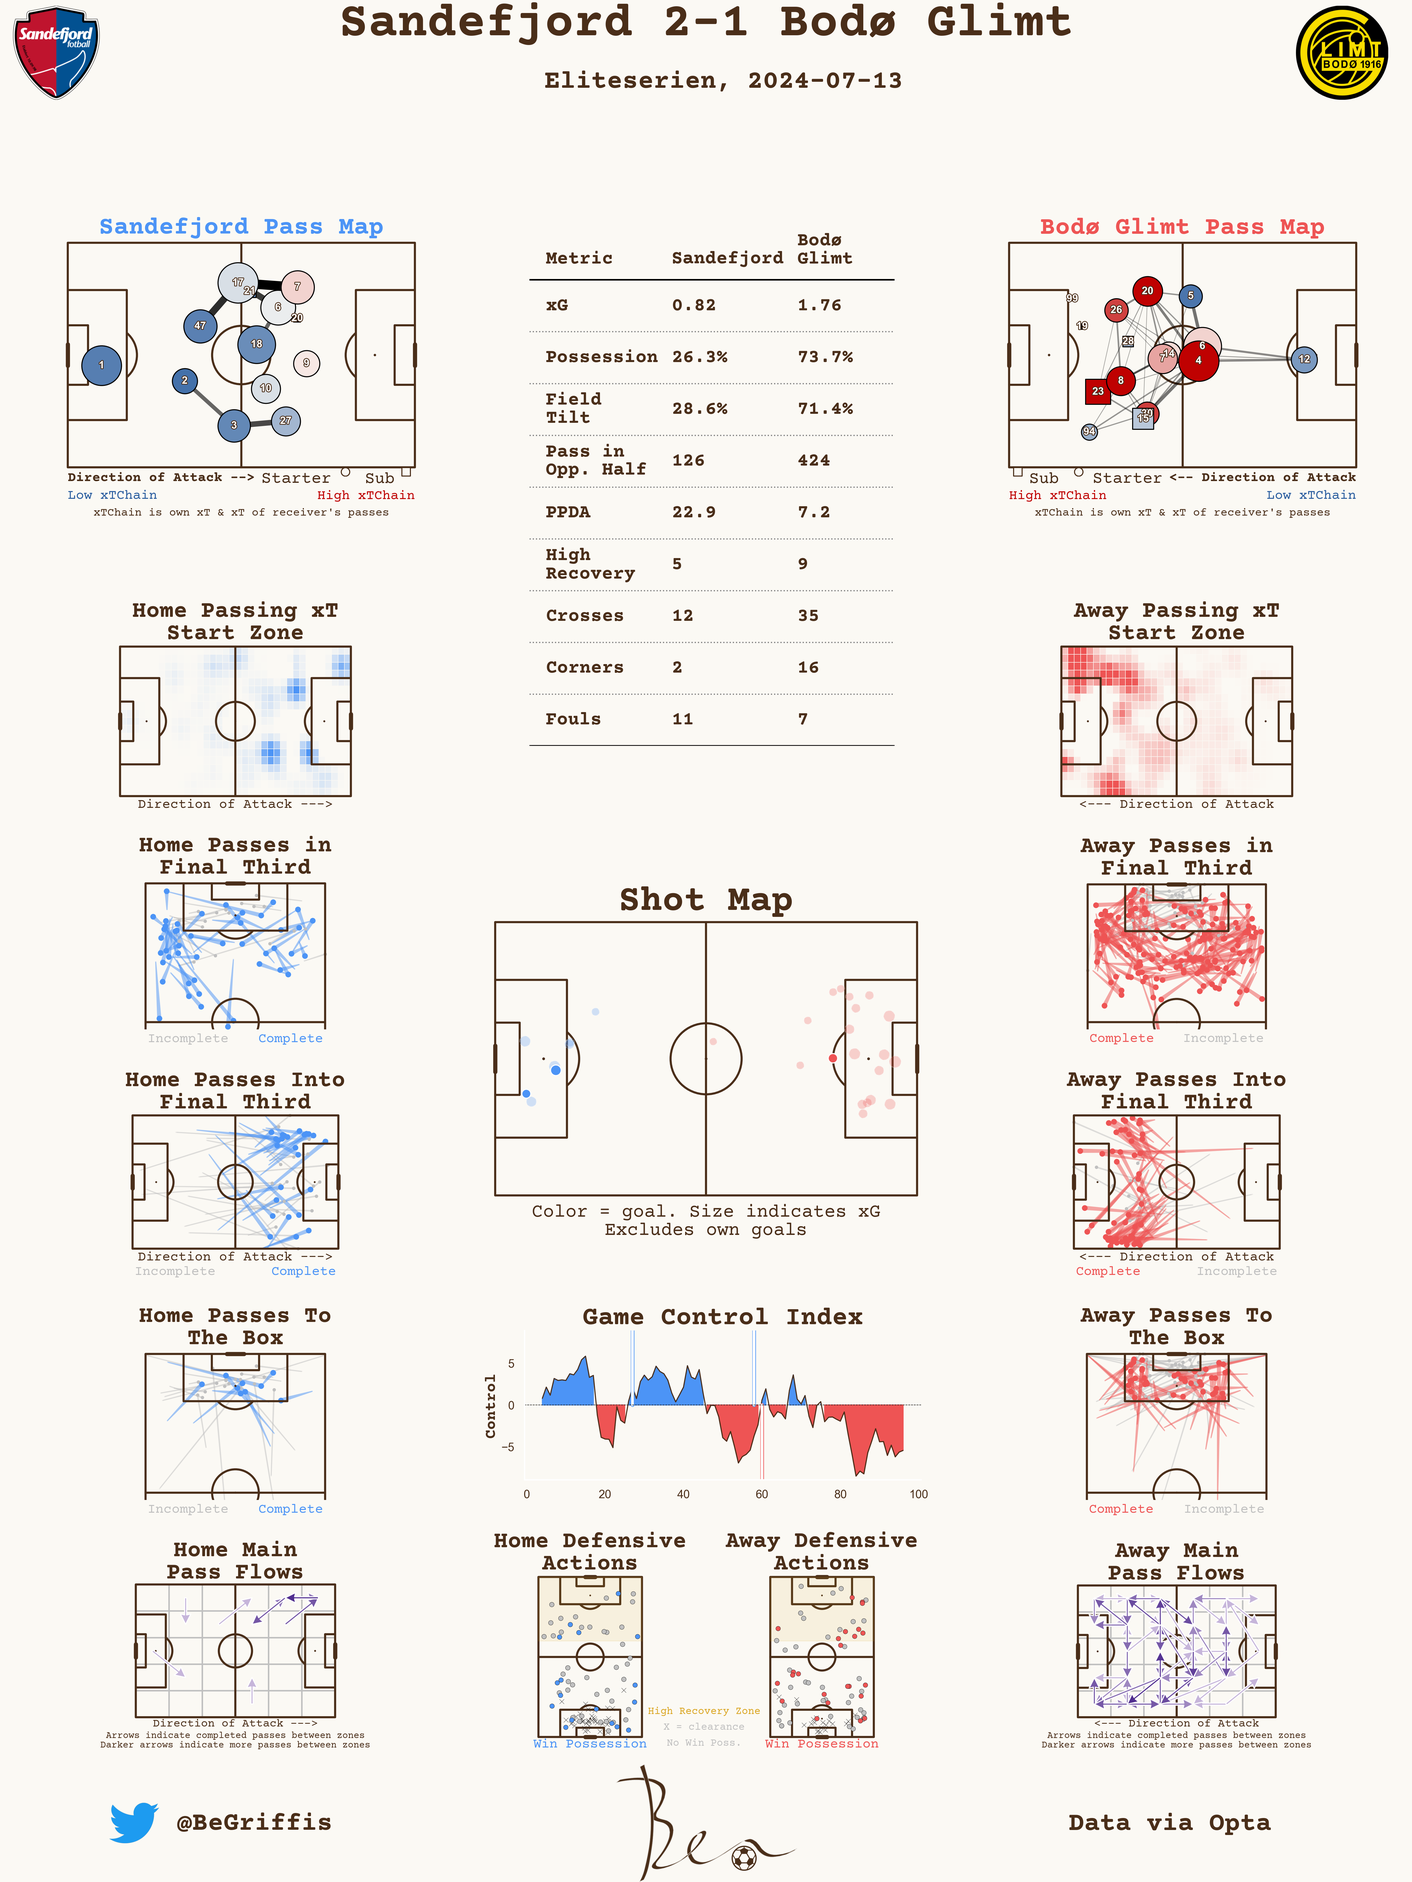 Sandefjord 2-1 Bodø Glimt
Eliteserien, 2024-07-13
Sandefjord
fotball
GLIMT
BODØ 1916
Sandefjord Pass Map
17
21
7
6
20
47
18
1
9
2
10
3
27
Direction of Attack --> Starter Sub
Low xTChain High xTChain
xTChain is own xT & xT of receiver's passes
Metric Sandefjord Bodø Glimt
xG 0.82 1.76
Possession 26.3% 73.7%
Field Tilt 28.6% 71.4%
Pass in Opp. Half 126 424
PPDA 22.9 7.2
High Recovery 5 9
Crosses 12 35
Corners 2 16
Fouls 11 7
Bodø Glimt Pass Map
99
20
5
26
19
28
6
7
14
4
12
8
23
15
94
Sub Starter <-- Direction of Attack
High xTChain Low xTChain
xTChain is own xT & xT of receiver's passes
Home Passing xT
Start Zone
Direction of Attack --->
Away Passing xT
Start Zone
<--- Direction of Attack
Home Passes in
Final Third
Incomplete Complete
Away Passes in
Final Third
Complete Incomplete
Shot Map
Color = goal. Size indicates xG
Excludes own goals
Home Passes Into
Final Third
Direction of Attack --->
Incomplete Complete
Away Passes Into
Final Third
<--- Direction of Attack
Complete Incomplete
Home Passes To
The Box
Incomplete Complete
Game Control Index
Control
5
0
−5
0 20 40 60 80 100
Away Passes To
The Box
Complete Incomplete
Home Main
Pass Flows
Direction of Attack --->
Arrows indicate completed passes between zones
Darker arrows indicate more passes between zones
Home Defensive
Actions
Win Possession
Away Defensive
Actions
Win Possession
High Recovery Zone
X = clearance
No Win Poss.
Away Main
Pass Flows
<--- Direction of Attack
Arrows indicate completed passes between zones
Darker arrows indicate more passes between zones
@BeGriffis
Ben
Data via Opta